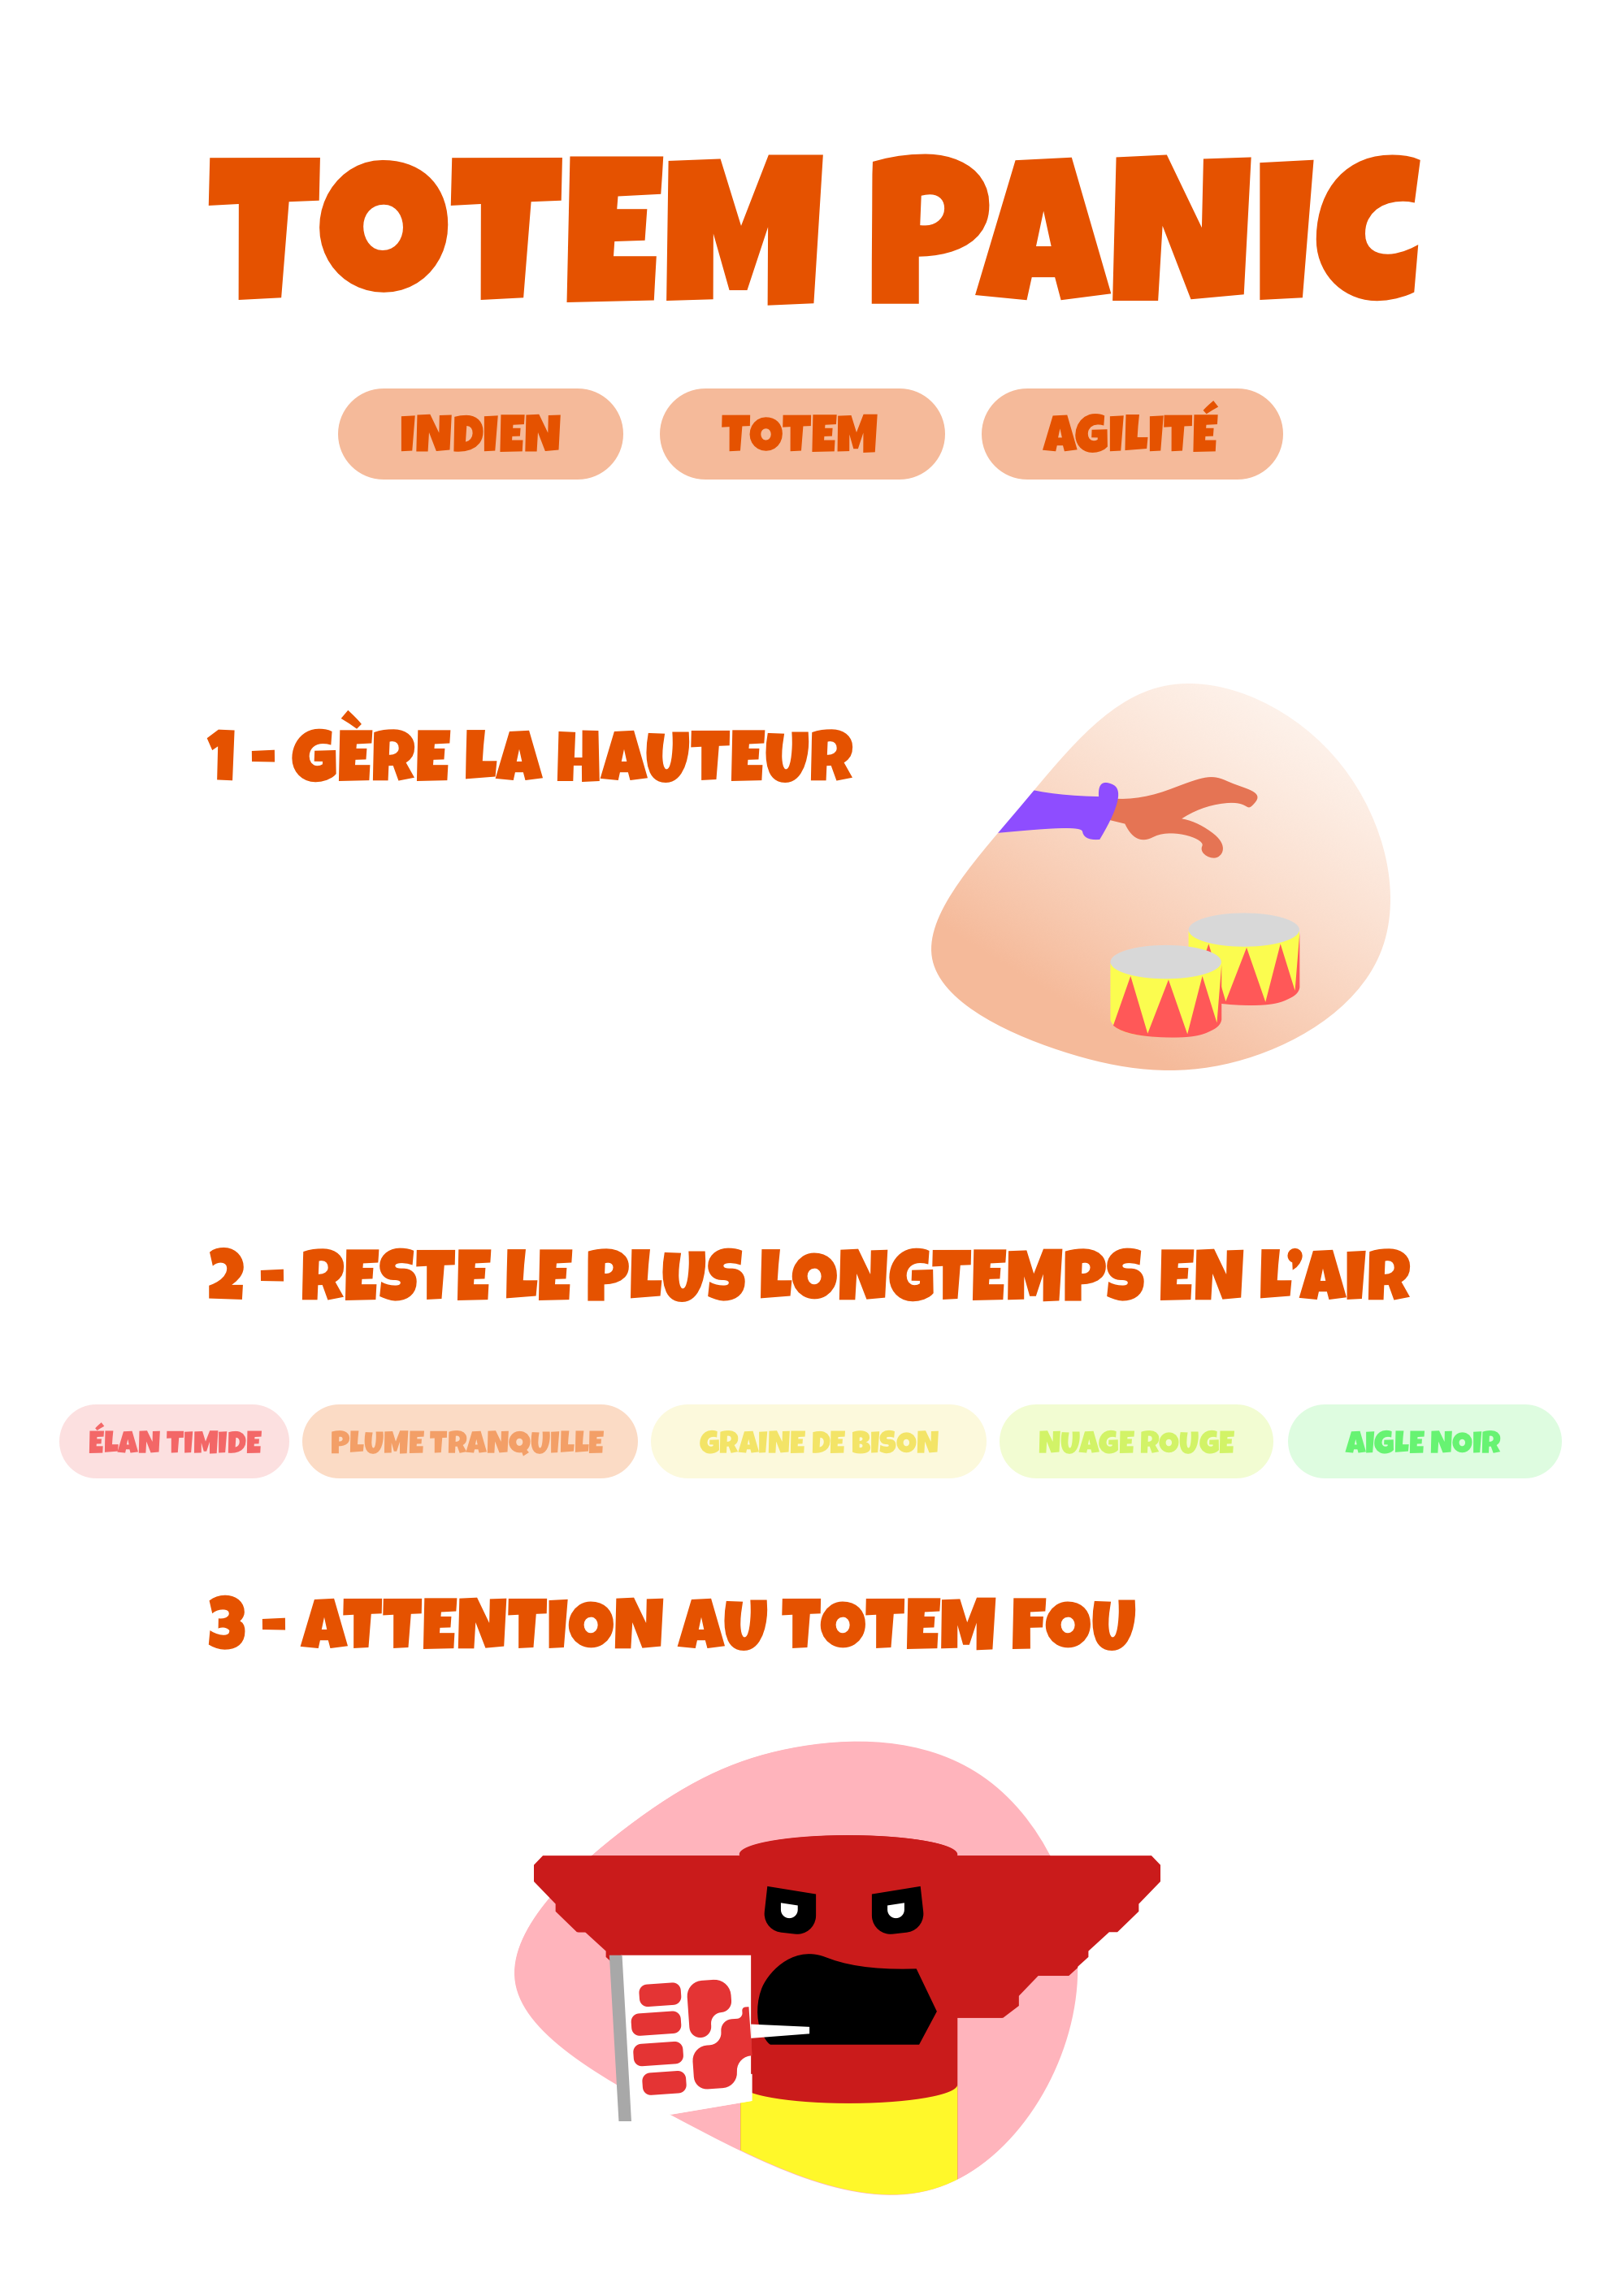 TOTEM PANIC
INDIEN TOTEM AGILITÉ
1 - GÈRE LA HAUTEUR
2 - RESTE LE PLUS LONGTEMPS EN L'AIR
ÉLAN TIMIDE PLUME TRANQUILLE GRAINE DE BISON NUAGE ROUGE AIGLE NOIR
3 - ATTENTION AU TOTEM FOU